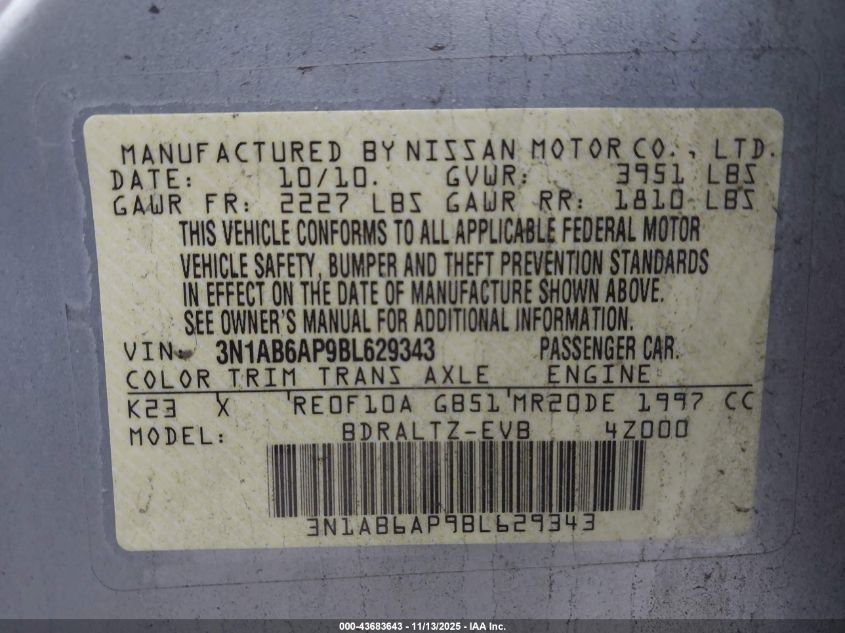 MANUFACTURED BY NISSAN MOTOR CO., LTD.
DATE: 10/10. GVWR: 3951 LBS
GAWR FR: 2227 LBS GAWR RR: 1810 LBS
THIS VEHICLE CONFORMS TO ALL APPLICABLE FEDERAL MOTOR
VEHICLE SAFETY, BUMPER AND THEFT PREVENTION STANDARDS
IN EFFECT ON THE DATE OF MANUFACTURE SHOWN ABOVE.
SEE OWNER'S MANUAL FOR ADDITIONAL INFORMATION.
VIN: 3N1AB6AP9BL629343 PASSENGER CAR.
COLOR TRIM TRANS AXLE ENGINE
K23 X RE0F10A GB51 MR20DE 1997 CC
MODEL: BDRALTZ-EVB 4Z000
3N1AB6AP9BL629343
000-43683643 - 11/13/2025 - IAA Inc.